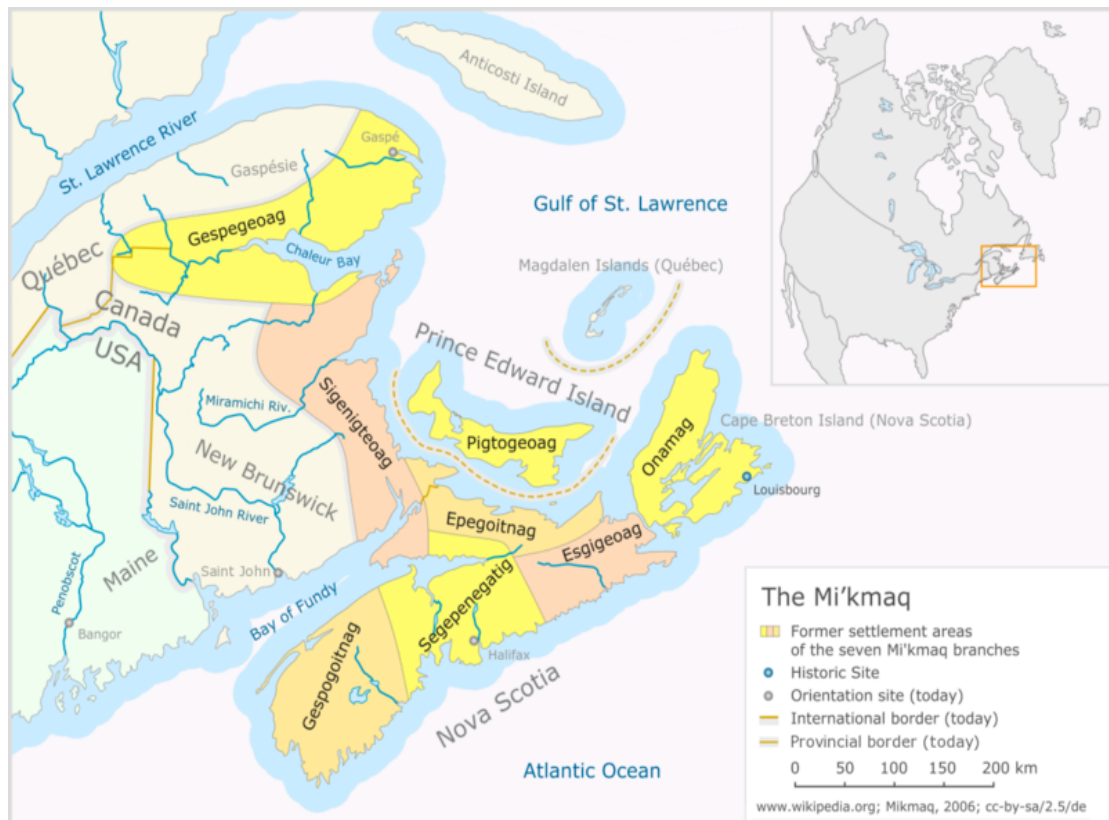 Anticosti Island
St. Lawrence River
Gaspé
Gaspésie
Gespegeoag
Gulf of St. Lawrence
Chaleur Bay
Québec
Magdalen Islands (Québec)
Canada
USA
Prince Edward Island
Sigenigteoag
Miramichi Riv.
Pigtogeoag
Onamag
Cape Breton Island (Nova Scotia)
Louisbourg
New Brunswick
Saint John River
Epegoitnag
Esgigeoag
Maine
Penobscot
Saint John
Bangor
Bay of Fundy
Segepenegatig
Halifax
Gespogoitnag
Nova Scotia
Atlantic Ocean
The Mi'kmaq
Former settlement areas
of the seven Mi'kmaq branches
Historic Site
Orientation site (today)
International border (today)
Provincial border (today)
0 50 100 150 200 km
www.wikipedia.org; Mikmaq, 2006; cc-by-sa/2.5/de